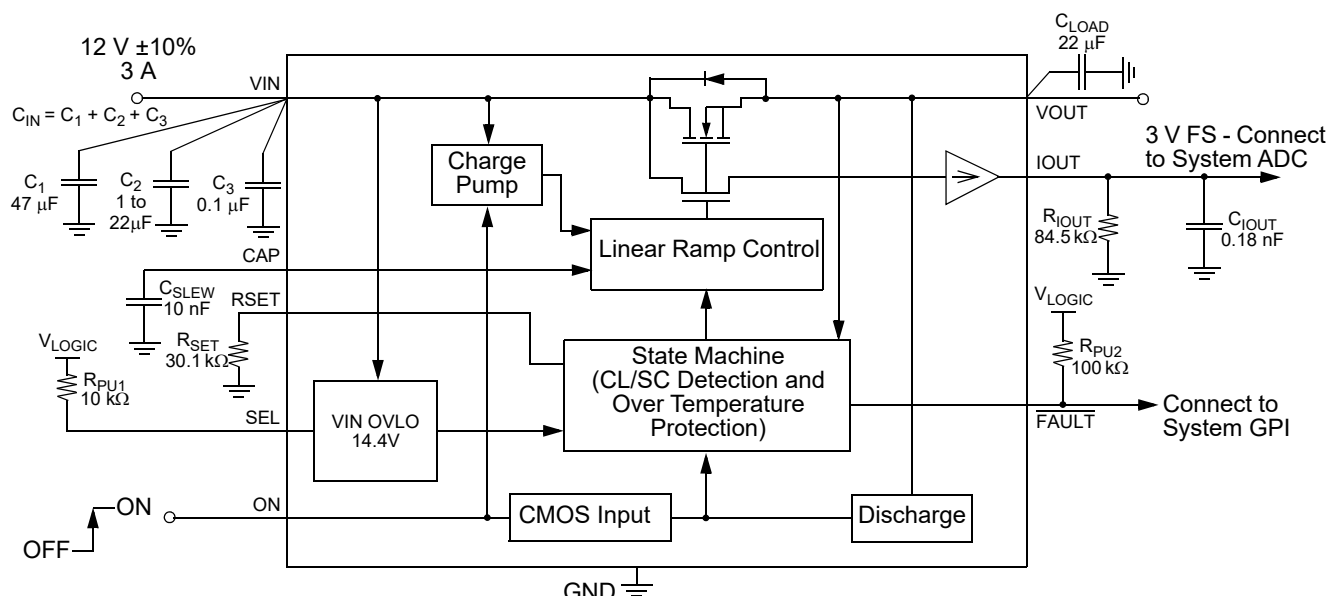 C_LOAD
22 μF
12 V ±10%
3 A
VIN
VOUT
C_IN = C_1 + C_2 + C_3
C_1
47 μF
C_2
1 to
22μF
C_3
0.1 μF
Charge
Pump
IOUT
3 V FS - Connect
to System ADC
R_IOUT
84.5 kΩ
C_IOUT
0.18 nF
Linear Ramp Control
CAP
C_SLEW
10 nF
RSET
R_SET
30.1 kΩ
V_LOGIC
R_PU1
10 kΩ
SEL
VIN OVLO
14.4V
State Machine
(CL/SC Detection and
Over Temperature
Protection)
V_LOGIC
R_PU2
100 kΩ
FAULT
Connect to
System GPI
ON
OFF
ON
CMOS Input
Discharge
GND